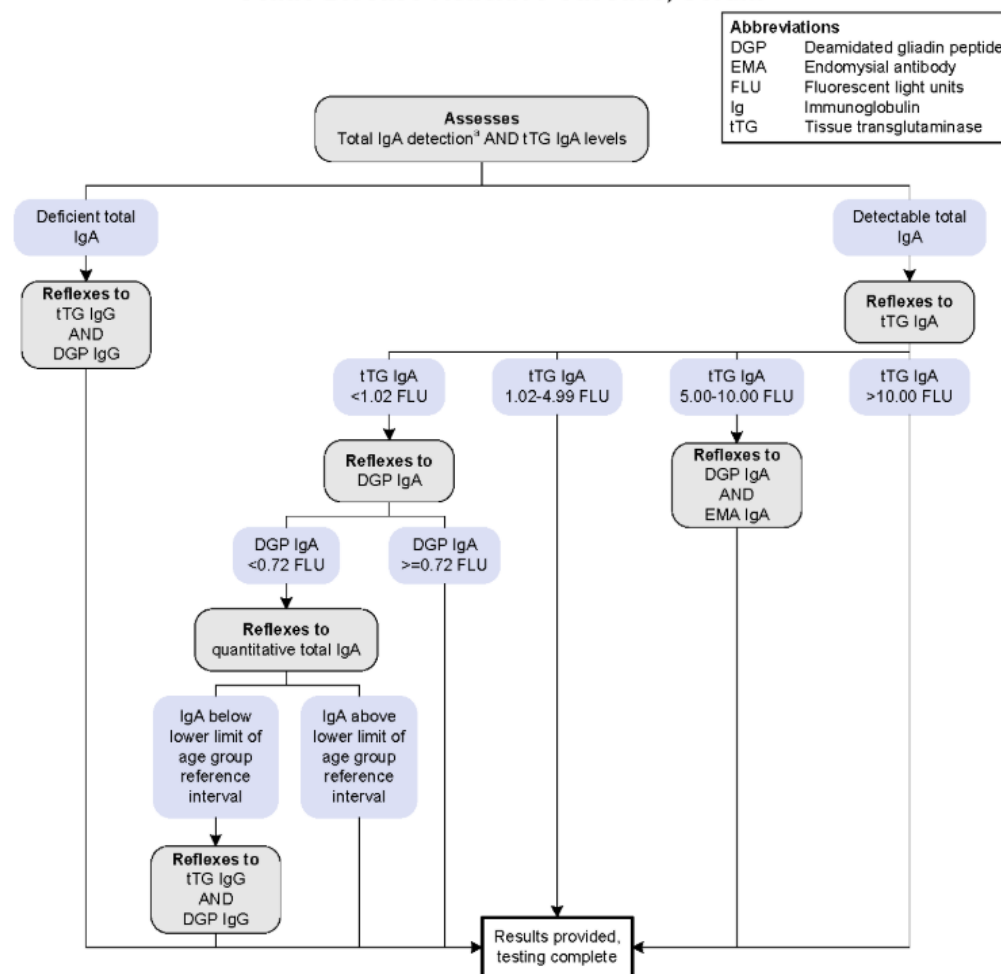 Abbreviations
DGP Deamidated gliadin peptide
EMA Endomysial antibody
FLU Fluorescent light units
Ig Immunoglobulin
tTG Tissue transglutaminase
Assesses
Total IgA detectionª AND tTG IgA levels
Deficient total
IgA
Detectable total
IgA
Reflexes to
tTG IgG
AND
DGP IgG
Reflexes to
tTG IgA
tTG IgA
<1.02 FLU
tTG IgA
1.02-4.99 FLU
tTG IgA
5.00-10.00 FLU
tTG IgA
>10.00 FLU
Reflexes to
DGP IgA
Reflexes to
DGP IgA
AND
EMA IgA
DGP IgA
<0.72 FLU
DGP IgA
>=0.72 FLU
Reflexes to
quantitative total IgA
IgA below
lower limit of
age group
reference
interval
IgA above
lower limit of
age group
reference
interval
Reflexes to
tTG IgG
AND
DGP IgG
Results provided,
testing complete